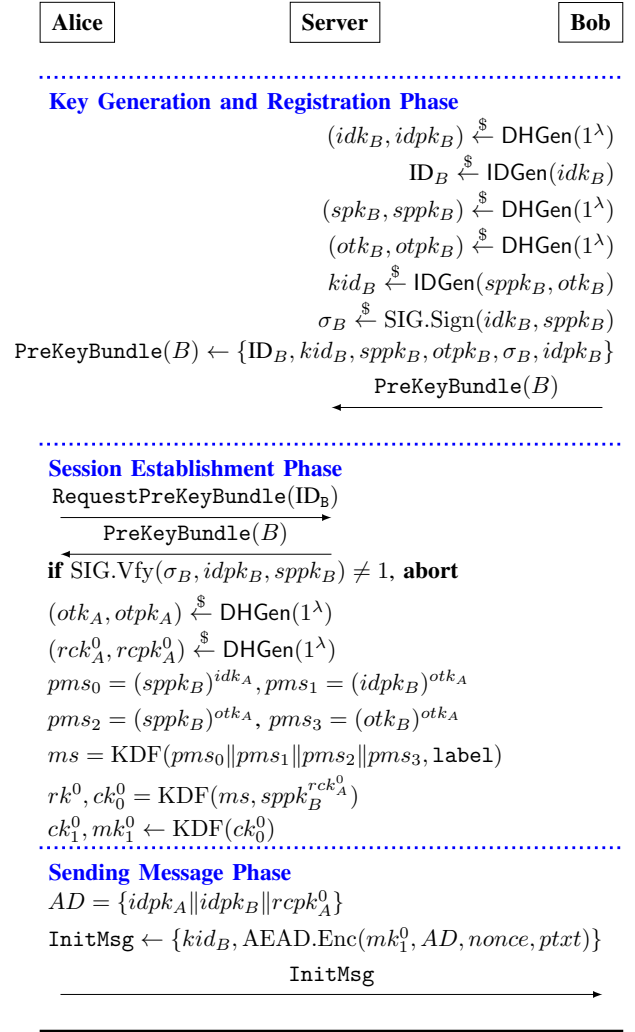 Alice Server Bob
Key Generation and Registration Phase
(idk_B, idpk_B) ←$ DHGen(1^λ)
ID_B ←$ IDGen(idk_B)
(spk_B, sppk_B) ←$ DHGen(1^λ)
(otk_B, otpk_B) ←$ DHGen(1^λ)
kid_B ←$ IDGen(sppk_B, otk_B)
σ_B ←$ SIG.Sign(idk_B, sppk_B)
PreKeyBundle(B) ← {ID_B, kid_B, sppk_B, otpk_B, σ_B, idpk_B}
PreKeyBundle(B)
Session Establishment Phase
RequestPreKeyBundle(ID_B)
PreKeyBundle(B)
if SIG.Vfy(σ_B, idpk_B, sppk_B) ≠ 1, abort
(otk_A, otpk_A) ←$ DHGen(1^λ)
(rck_A^0, rcpk_A^0) ←$ DHGen(1^λ)
pms_0 = (sppk_B)^{idk_A}, pms_1 = (idpk_B)^{otk_A}
pms_2 = (sppk_B)^{otk_A}, pms_3 = (otk_B)^{otk_A}
ms = KDF(pms_0‖pms_1‖pms_2‖pms_3, label)
rk^0, ck_0^0 = KDF(ms, sppk_B^{rck_A^0})
ck_1^0, mk_1^0 ← KDF(ck_0^0)
Sending Message Phase
AD = {idpk_A‖idpk_B‖rcpk_A^0}
InitMsg ← {kid_B, AEAD.Enc(mk_1^0, AD, nonce, ptxt)}
InitMsg